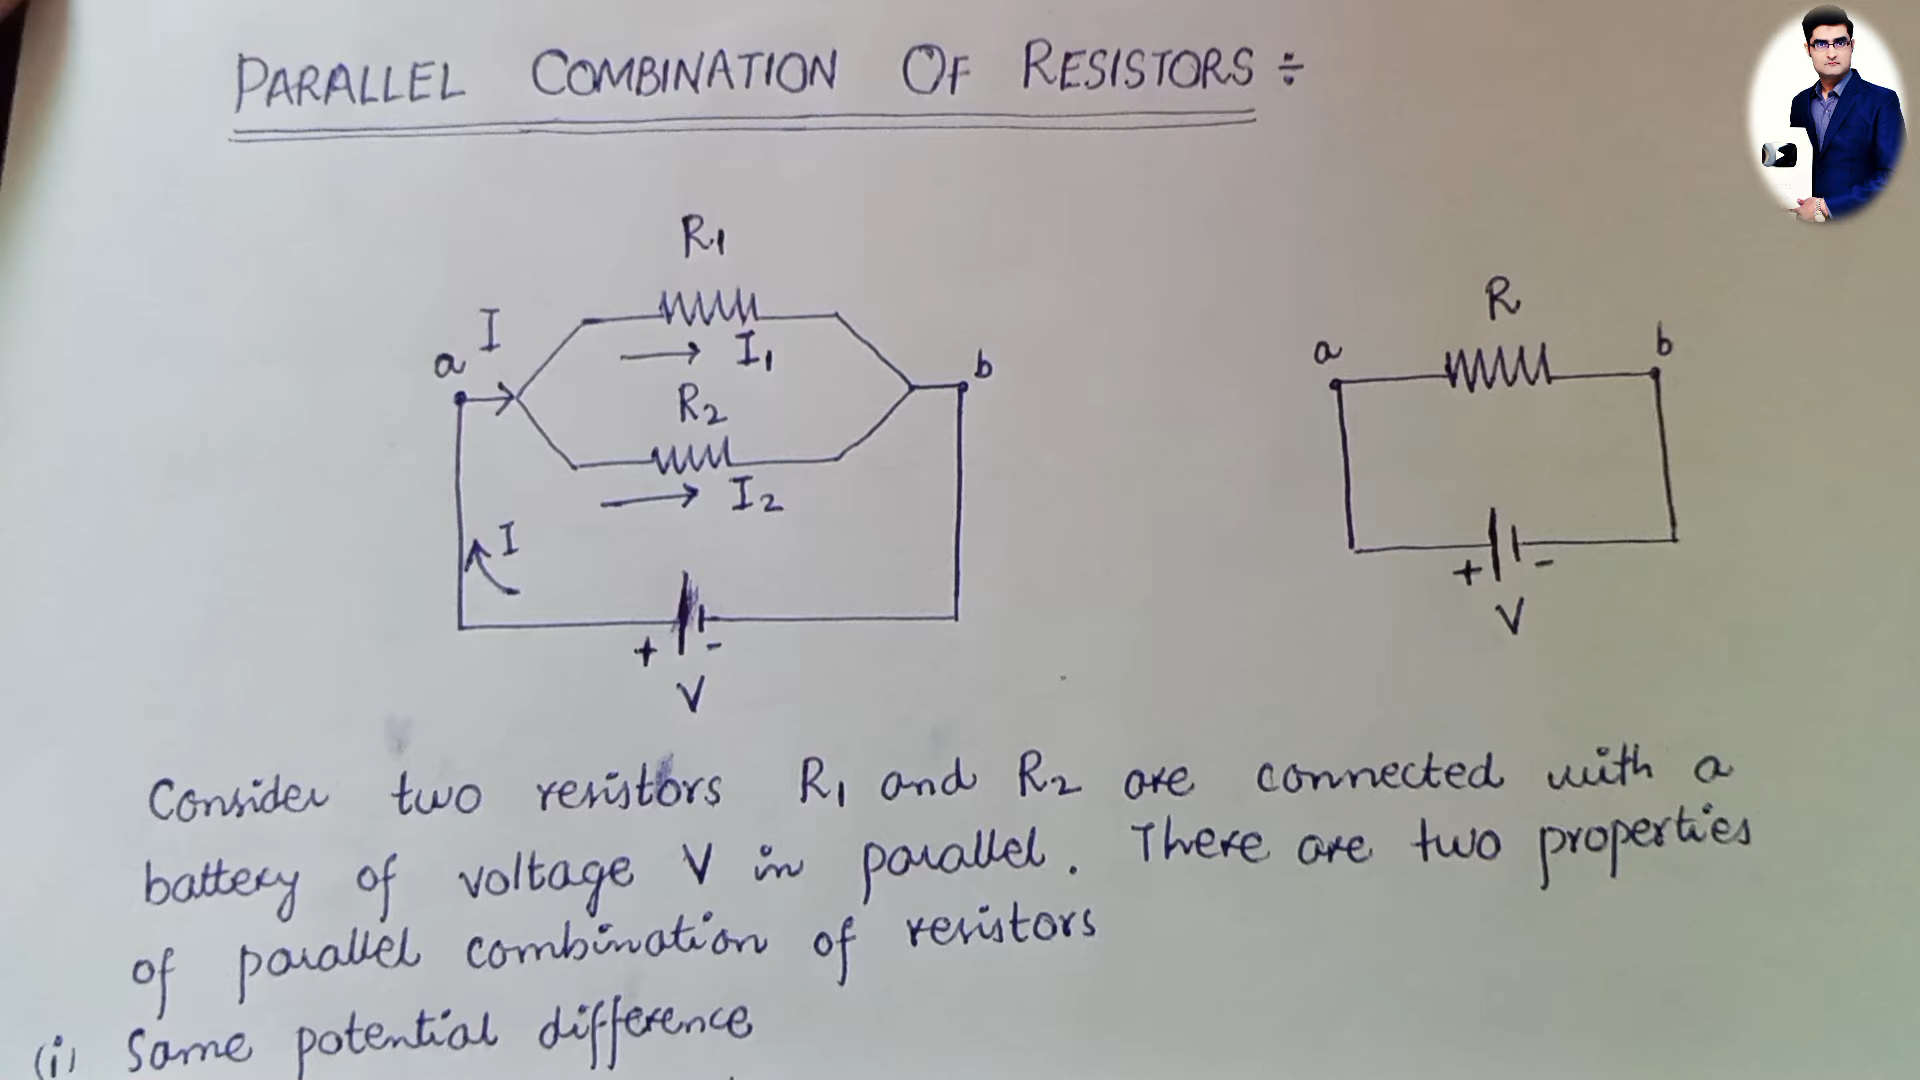 PARALLEL COMBINATION OF RESISTORS ÷
R1
I
a
I1
b
R2
I2
I
+ -
V
R
a
b
+ -
V
Consider two resistors R1 and R2 are connected with a
battery of voltage V in parallel. There are two properties
of parallel combination of resistors
(i) Same potential difference